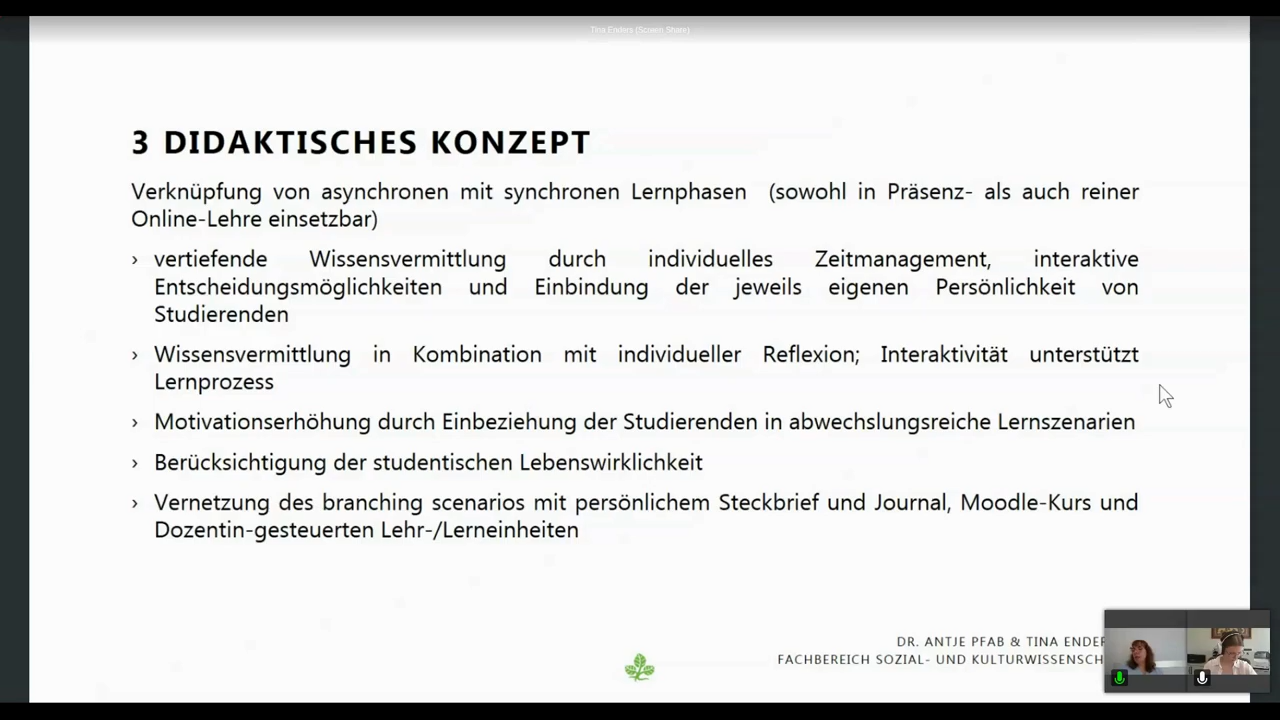 Tina Enders (Screen Share)
3 DIDAKTISCHES KONZEPT
Verknüpfung von asynchronen mit synchronen Lernphasen (sowohl in Präsenz- als auch reiner
Online-Lehre einsetzbar)
› vertiefende Wissensvermittlung durch individuelles Zeitmanagement, interaktive
Entscheidungsmöglichkeiten und Einbindung der jeweils eigenen Persönlichkeit von
Studierenden
› Wissensvermittlung in Kombination mit individueller Reflexion; Interaktivität unterstützt
Lernprozess
› Motivationserhöhung durch Einbeziehung der Studierenden in abwechslungsreiche Lernszenarien
› Berücksichtigung der studentischen Lebenswirklichkeit
› Vernetzung des branching scenarios mit persönlichem Steckbrief und Journal, Moodle-Kurs und
Dozentin-gesteuerten Lehr-/Lerneinheiten
DR. ANTJE PFAB & TINA ENDER
FACHBEREICH SOZIAL- UND KULTURWISSENSCH